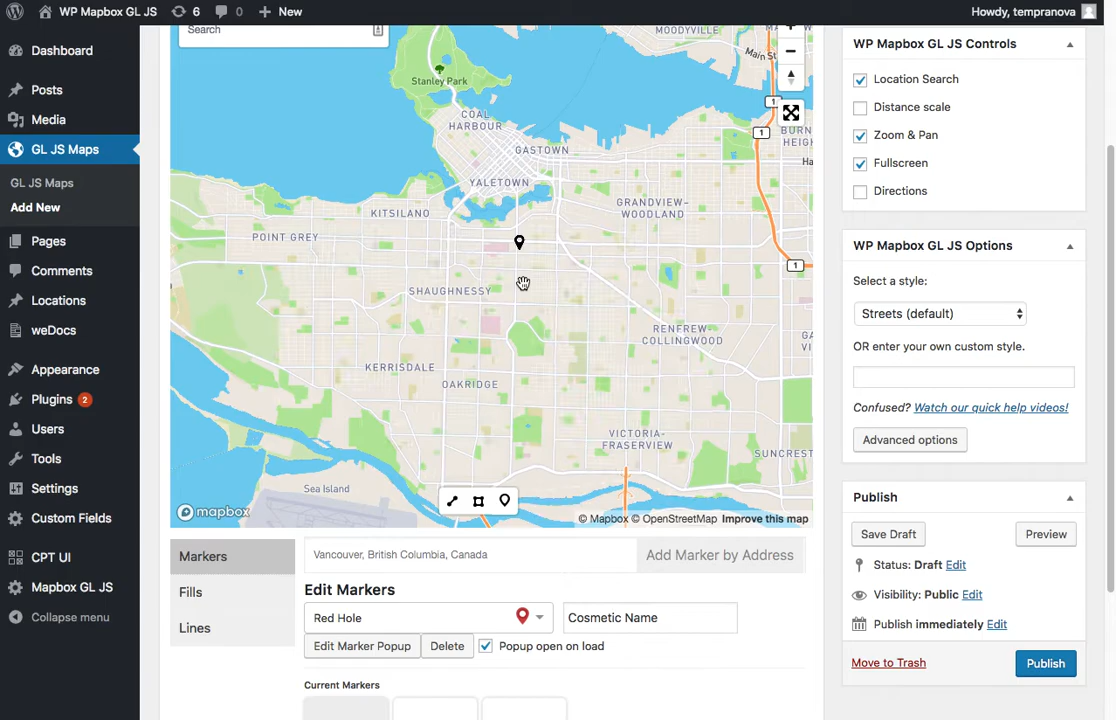 WP Mapbox GL JS
6
0
New
Howdy, tempranova
Dashboard
Posts
Media
GL JS Maps
GL JS Maps
Add New
Pages
Comments
Locations
weDocs
Appearance
Plugins 2
Users
Tools
Settings
Custom Fields
CPT UI
Mapbox GL JS
Collapse menu
Search
MOODYVILLE
Main St
Stanley Park
COAL
HARBOUR
GASTOWN
YALETOWN
1
1
1
KITSILANO
GRANDVIEW-
WOODLAND
POINT GREY
SHAUGHNESSY
RENFREW-
COLLINGWOOD
KERRISDALE
OAKRIDGE
VICTORIA-
FRASERVIEW
SUNCREST
Sea Island
mapbox
© Mapbox © OpenStreetMap Improve this map
Markers
Fills
Lines
Vancouver, British Columbia, Canada
Add Marker by Address
Edit Markers
Red Hole
Cosmetic Name
Edit Marker Popup
Delete
Popup open on load
Current Markers
WP Mapbox GL JS Controls
Location Search
Distance scale
Zoom & Pan
Fullscreen
Directions
WP Mapbox GL JS Options
Select a style:
Streets (default)
OR enter your own custom style.
Confused? Watch our quick help videos!
Advanced options
Publish
Save Draft
Preview
Status: Draft Edit
Visibility: Public Edit
Publish immediately Edit
Move to Trash
Publish